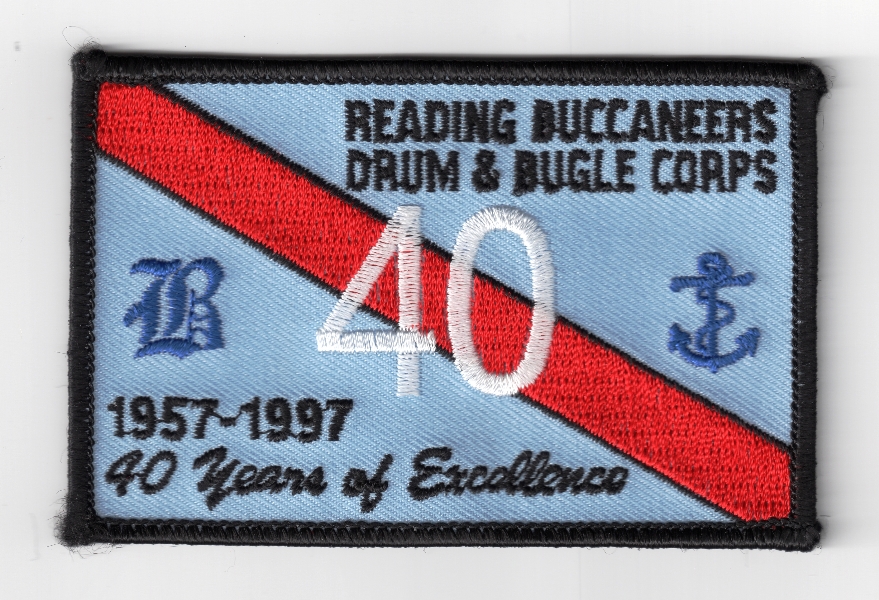 READING BUCCANEERS
DRUM & BUGLE CORPS
40
B
1957-1997
40 Years of Excellence